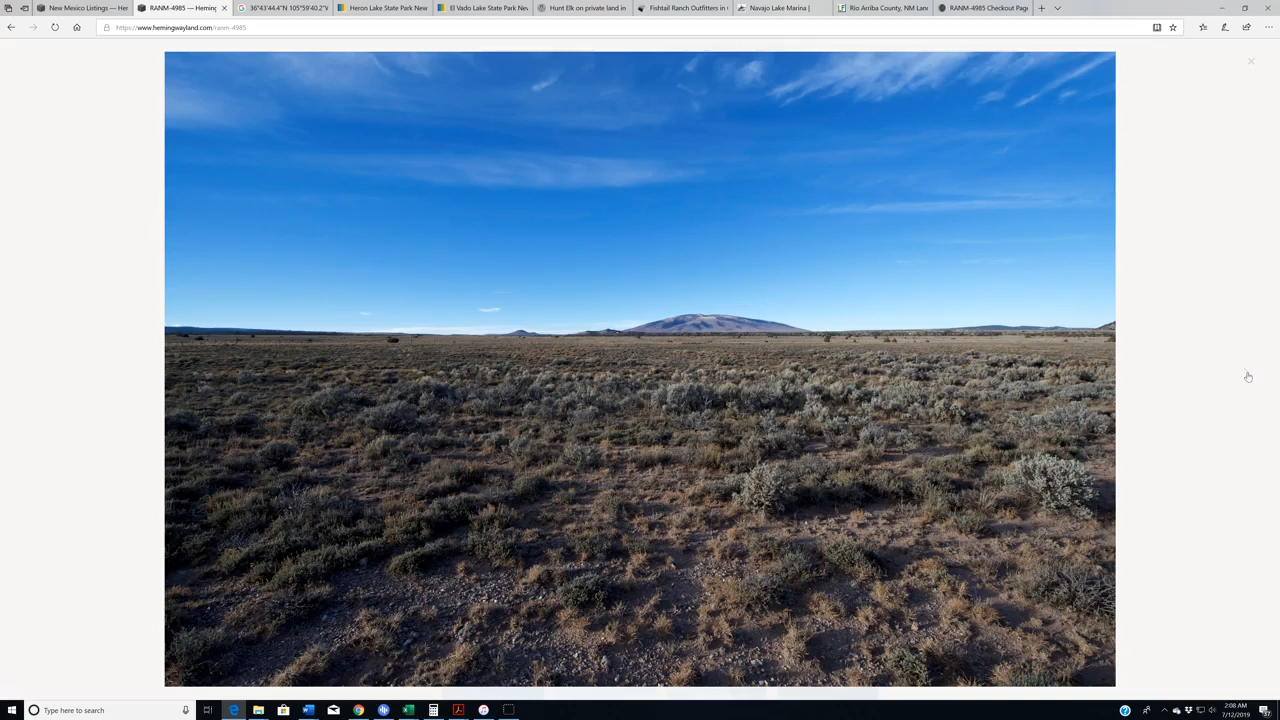 New Mexico Listings — Her
RANM-4985 — Heming
36°43'44.4"N 105°59'40.2"W
Heron Lake State Park New
El Vado Lake State Park Nev
Hunt Elk on private land in
Fishtail Ranch Outfitters in
Navajo Lake Marina |
Rio Arriba County, NM Lan
RANM-4985 Checkout Page
https://www.hemingwayland.com/ranm-4985
Type here to search
2:08 AM
7/12/2019